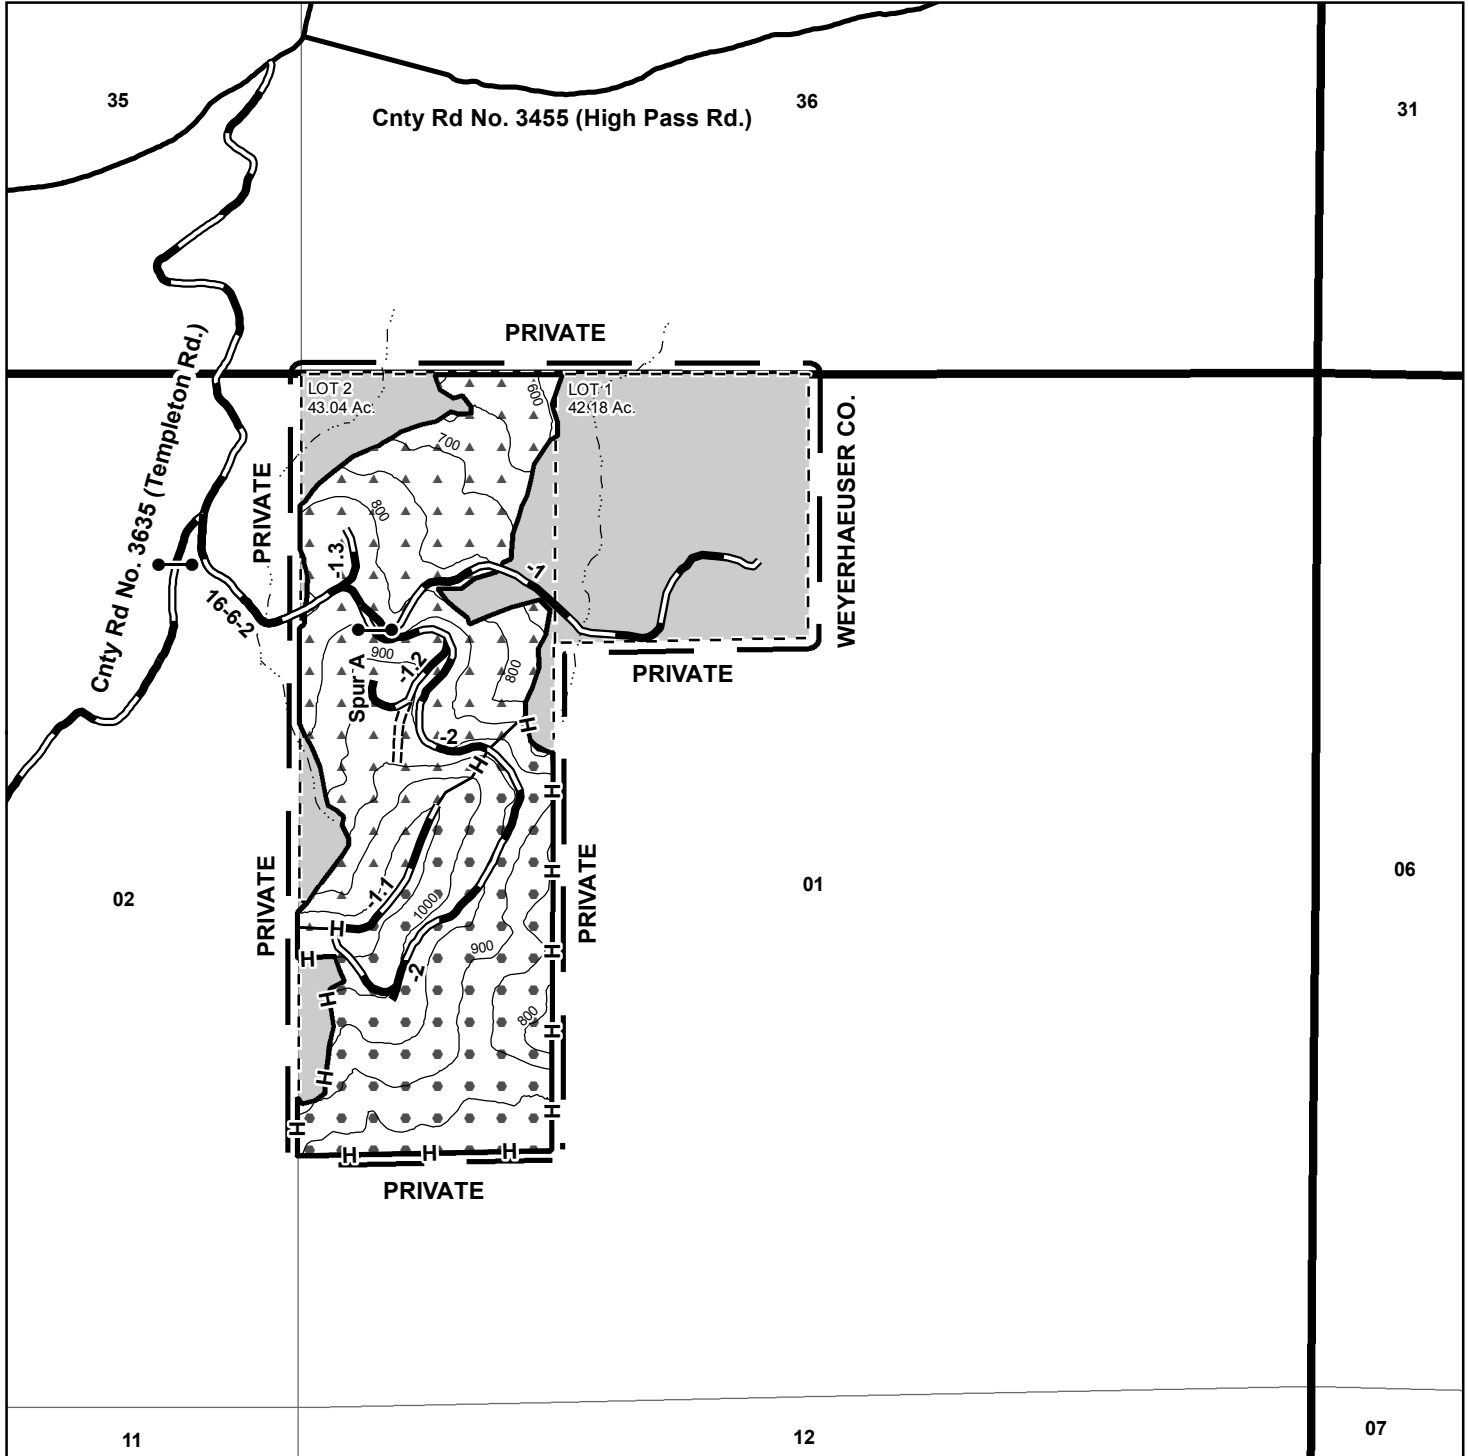 35
36
31
Cnty Rd No. 3455 (High Pass Rd.)
PRIVATE
Cnty Rd No. 3635 (Templeton Rd.)
LOT 2
43.04 Ac.
LOT 1
42.18 Ac.
600
700
800
PRIVATE
WEYERHAEUSER CO.
-1.3
-1
16-6-2
900
-1.2
800
Spur A
PRIVATE
H
-2
H
H
02
PRIVATE
-1.1
1000
H
PRIVATE
01
06
H
H
900
H
-2
H
800
H
H
H
H
H
H
H
PRIVATE
11
12
07